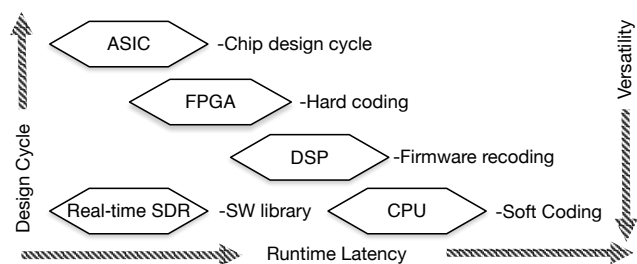 ASIC -Chip design cycle
FPGA -Hard coding
DSP -Firmware recoding
Real-time SDR -SW library CPU -Soft Coding
Design Cycle
Runtime Latency
Versatility